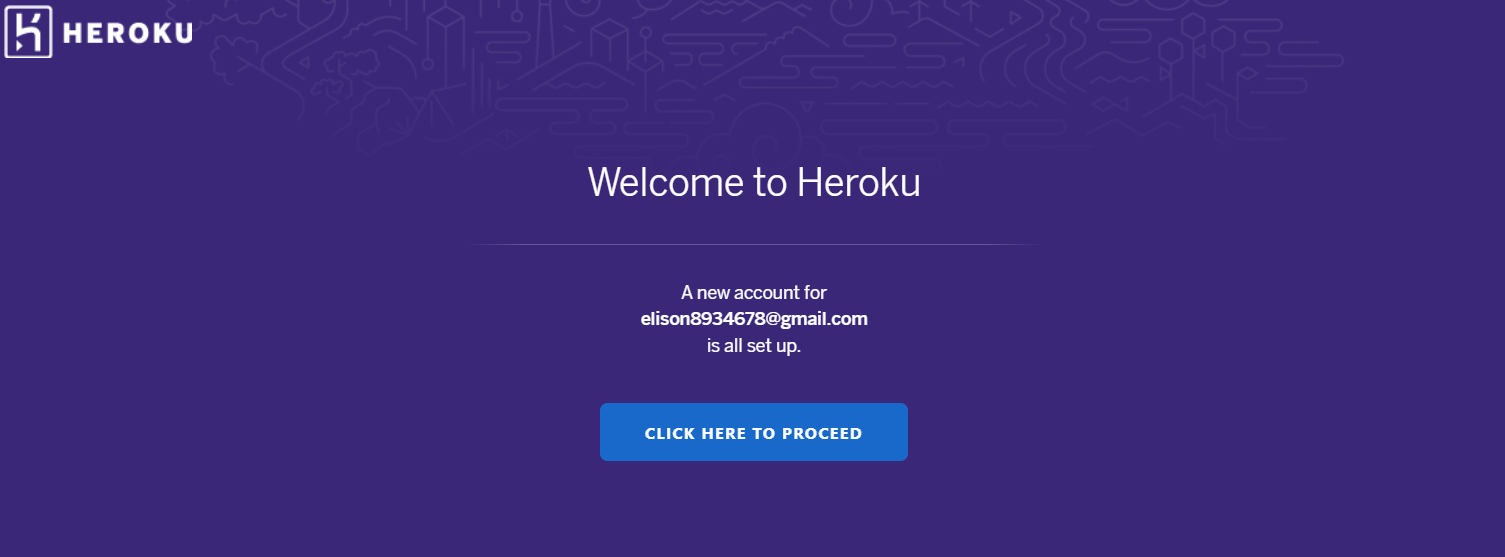 HEROKU
Welcome to Heroku
A new account for
elison8934678@gmail.com
is all set up.
CLICK HERE TO PROCEED